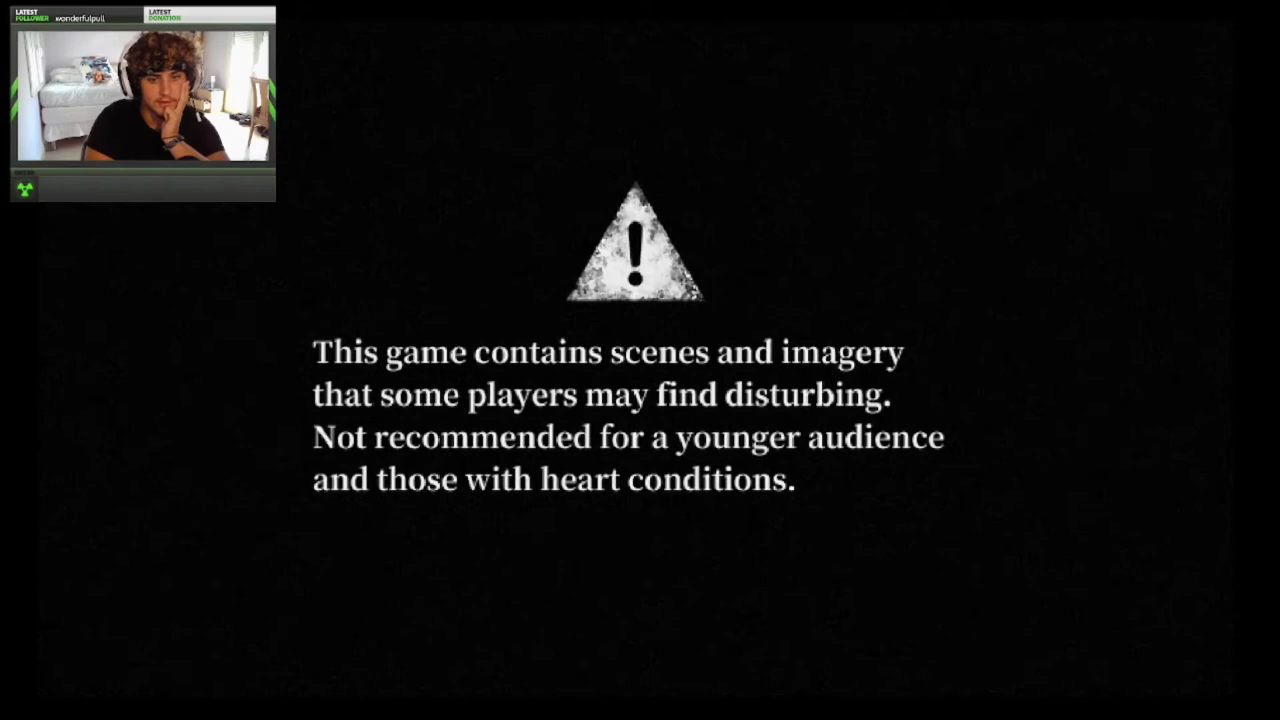 LATEST
FOLLOWER wonderfulpull
LATEST
DONATION
This game contains scenes and imagery
that some players may find disturbing.
Not recommended for a younger audience
and those with heart conditions.